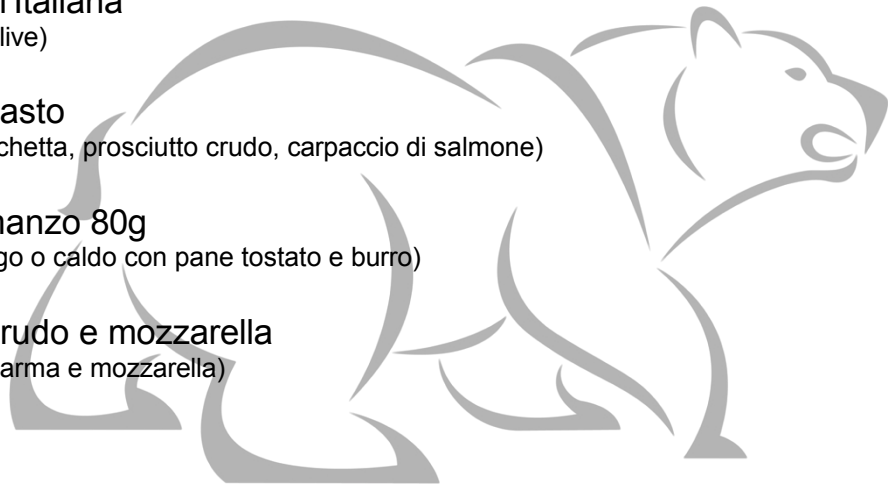 l'Italiana
live)
asto
chetta, prosciutto crudo, carpaccio di salmone)
manzo 80g
go o caldo con pane tostato e burro)
rudo e mozzarella
arma e mozzarella)